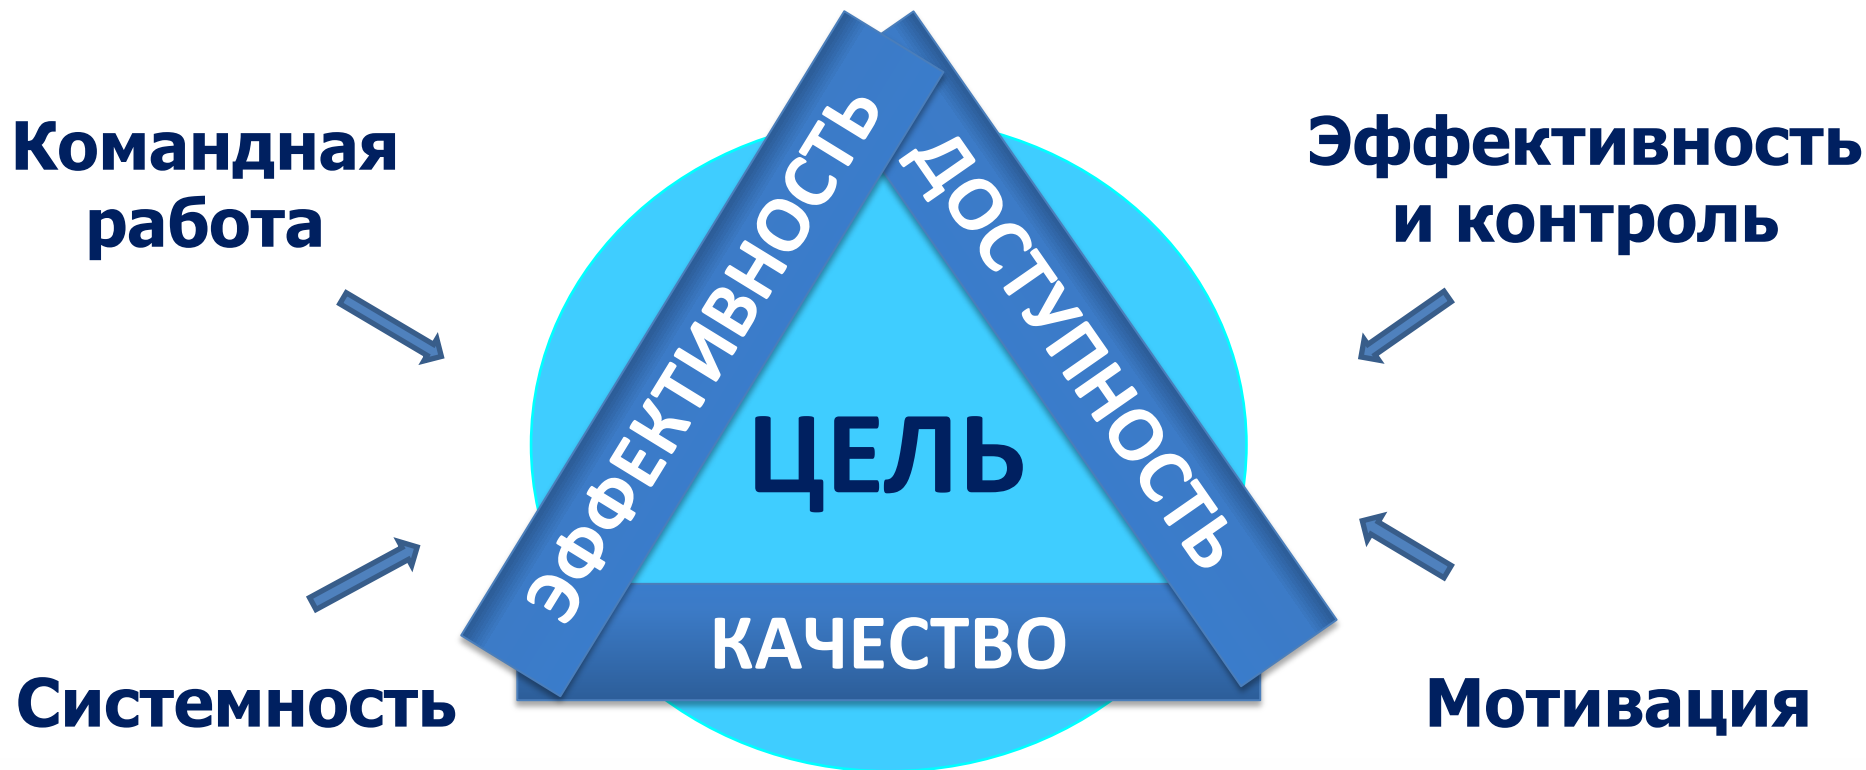 Командная
работа
Эффективность
и контроль
ЭФФЕКТИВНОСТЬ
ДОСТУПНОСТЬ
ЦЕЛЬ
КАЧЕСТВО
Системность
Мотивация